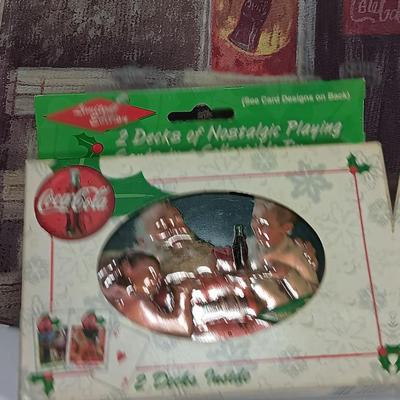 Special
Edition
(See Card Designs on Back)
2 Decks of Nostalgic Playing
Coca-Cola
2 Decks Inside